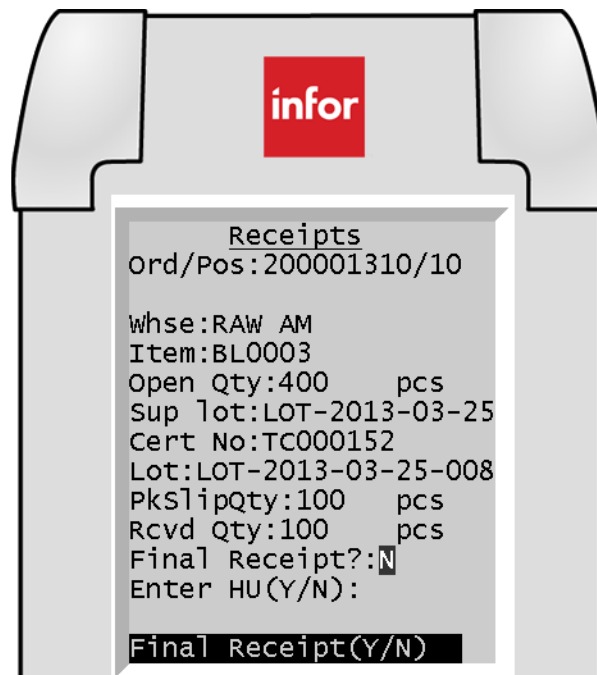 infor
Receipts
Ord/Pos:200001310/10
Whse:RAW AM
Item:BL0003
Open Qty:400 pcs
Sup lot:LOT-2013-03-25
Cert No:TC000152
Lot:LOT-2013-03-25-008
PkSlipQty:100 pcs
Rcvd Qty:100 pcs
Final Receipt?:N
Enter HU(Y/N):
Final Receipt(Y/N)